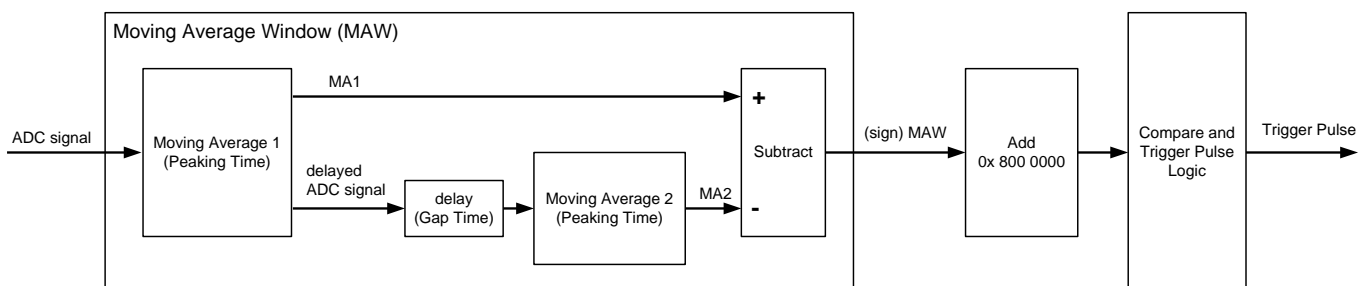 Moving Average Window (MAW)
ADC signal
Moving Average 1
(Peaking Time)
MA1
delayed
ADC signal
delay
(Gap Time)
Moving Average 2
(Peaking Time)
MA2
+
Subtract
-
(sign) MAW
Add
0x 800 0000
Compare and
Trigger Pulse
Logic
Trigger Pulse